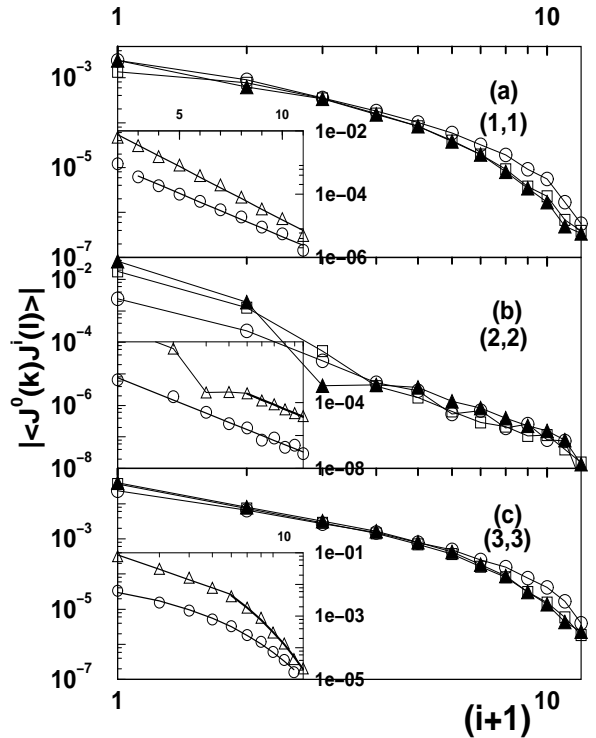 1 10
10⁻³
(a)
(1,1)
5 10
1e−02
10⁻⁵
1e−04
10⁻⁷
1e−06
10⁻²
(b)
(2,2)
10⁻⁴
|<J⁰(k)Jⁱ(l)>|
10⁻⁶
1e−04
10⁻⁸
1e−08
10⁻³
(c)
(3,3)
10
1e−01
10⁻⁵
1e−03
10⁻⁷
1e−05
1 10
(i+1)